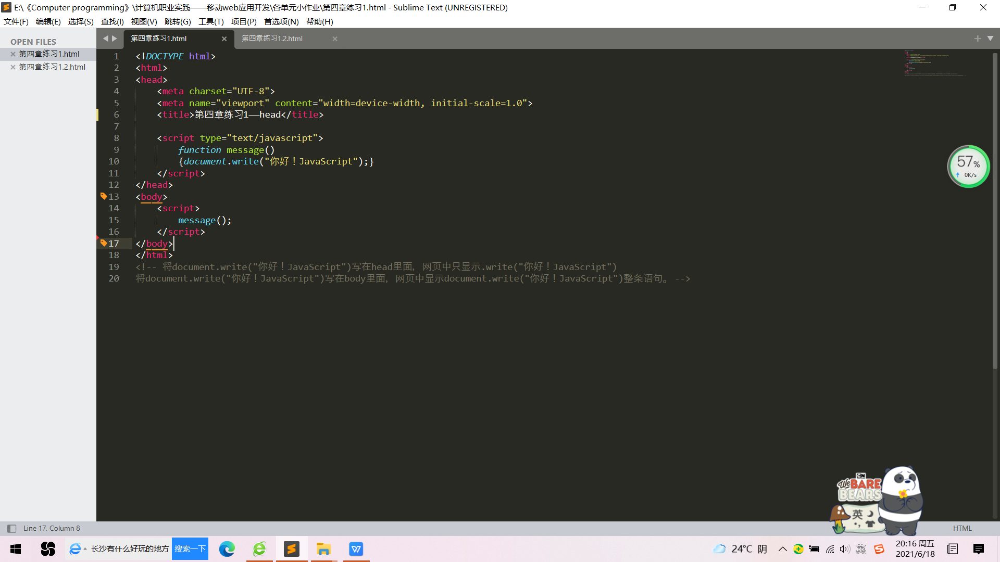 E:\《Computer programming》\计算机职业实践——移动web应用开发\各单元小作业\第四章练习1.html - Sublime Text (UNREGISTERED)
文件(F) 编辑(E) 选择(S) 查找(I) 视图(V) 跳转(G) 工具(T) 项目(P) 首选项(N) 帮助(H)
OPEN FILES
第四章练习1.html
第四章练习1.2.html
第四章练习1.html
第四章练习1.2.html
1 <!DOCTYPE html>
2 <html>
3 <head>
4 <meta charset="UTF-8">
5 <meta name="viewport" content="width=device-width, initial-scale=1.0">
6 <title>第四章练习1——head</title>
7
8 <script type="text/javascript">
9 function message()
10 {document.write("你好！JavaScript");}
11 </script>
12 </head>
13 <body>
14 <script>
15 message();
16 </script>
17 </body>
18 </html>
19 <!-- 将document.write("你好！JavaScript")写在head里面，网页中只显示.write("你好！JavaScript")
20 将document.write("你好！JavaScript")写在body里面，网页中显示document.write("你好！JavaScript")整条语句。 -->
57%
0K/s
CN
We BARE BEARS
英
Line 17, Column 8
HTML
长沙有什么好玩的地方
搜索一下
24°C 阴
英
20:16 周五
2021/6/18